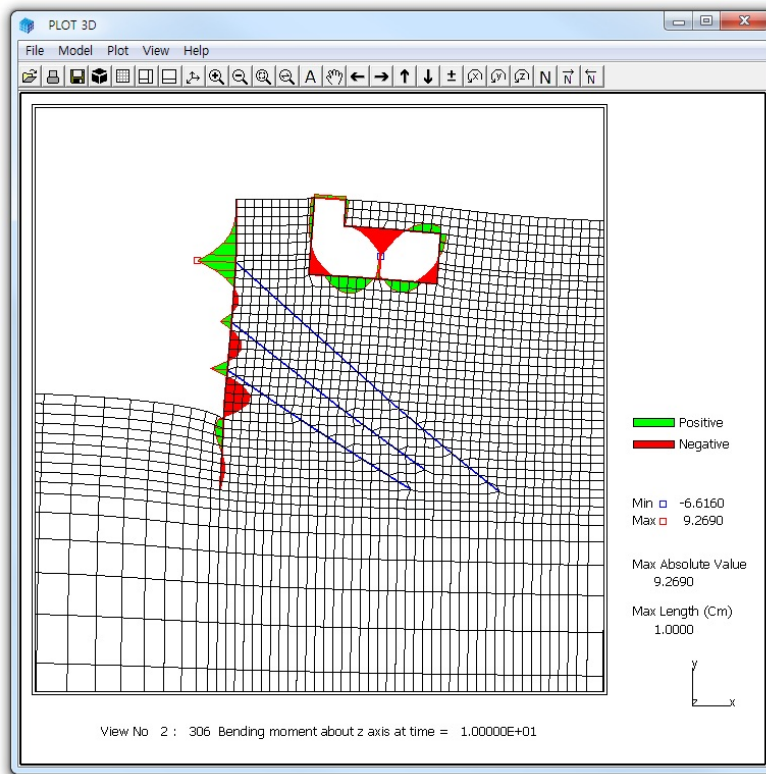 PLOT 3D
File Model Plot View Help
A N N N
Positive
Negative
Min -6.6160
Max 9.2690
Max Absolute Value
9.2690
Max Length (Cm)
1.0000
y
z x
View No 2 : 306 Bending moment about z axis at time = 1.00000E+01